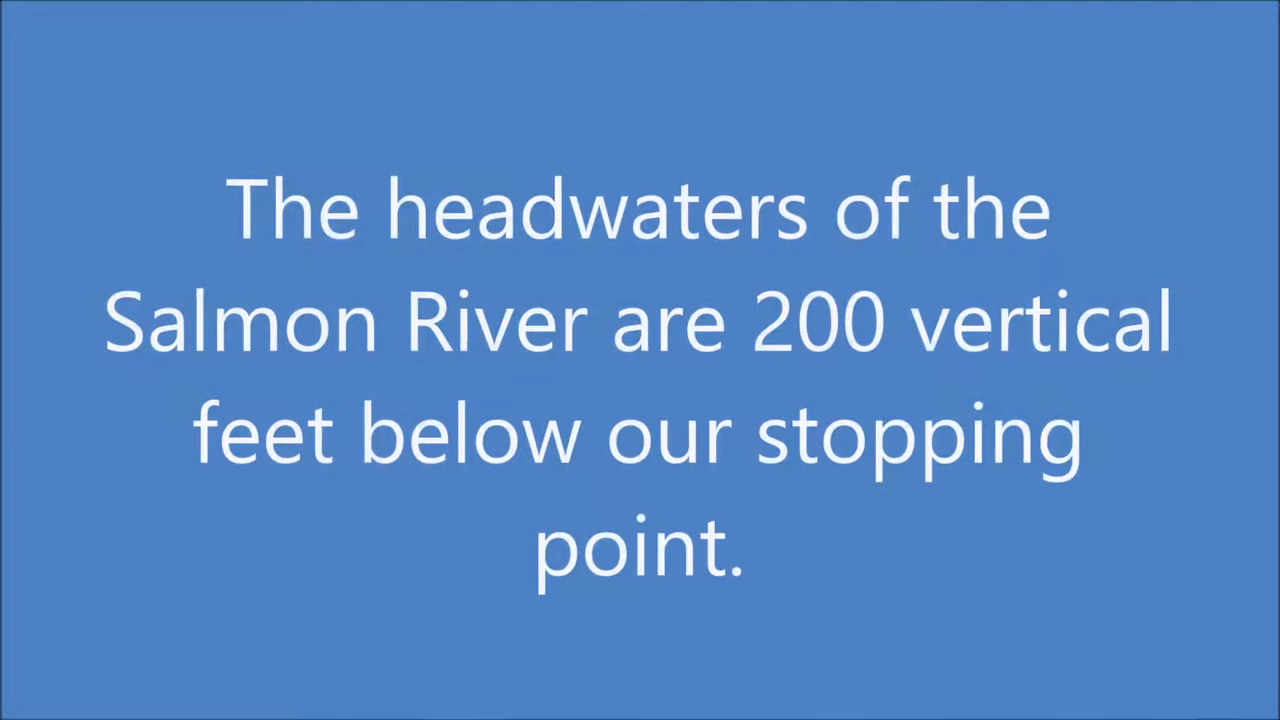 The headwaters of the
Salmon River are 200 vertical
feet below our stopping
point.